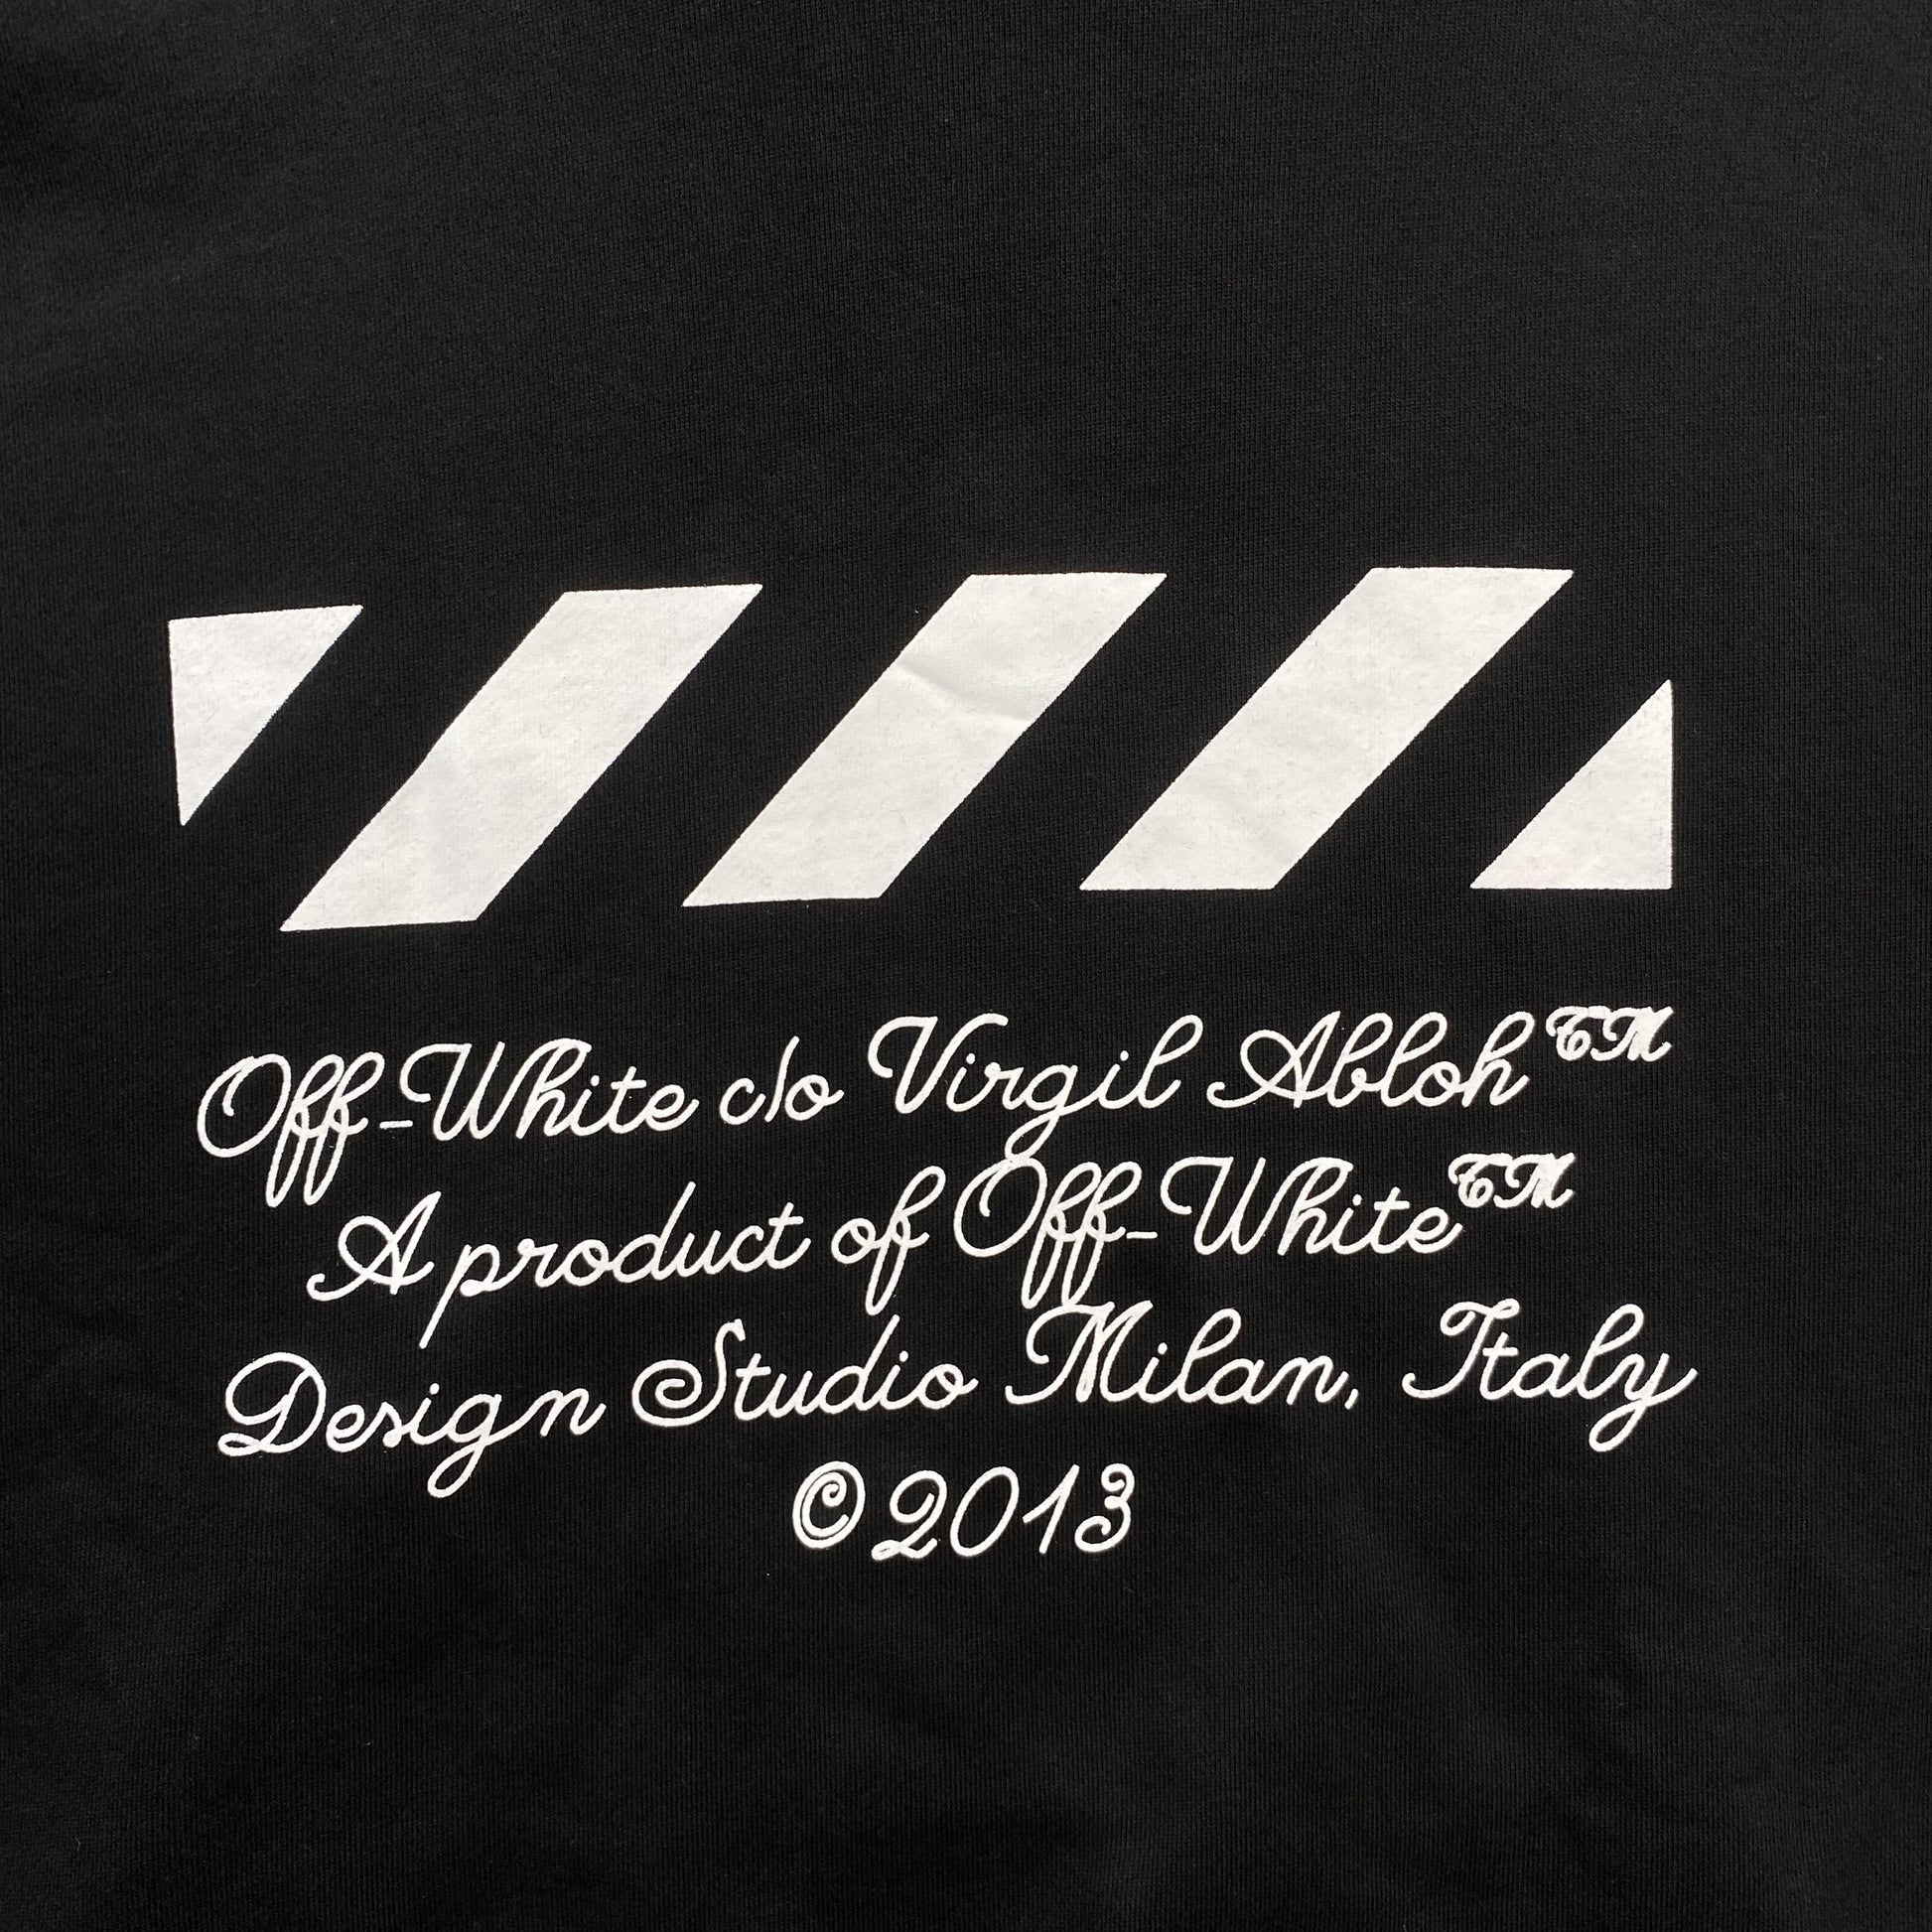 Off-White c/o Virgil Abloh™
A product of Off-White™
Design Studio Milan, Italy
©2013